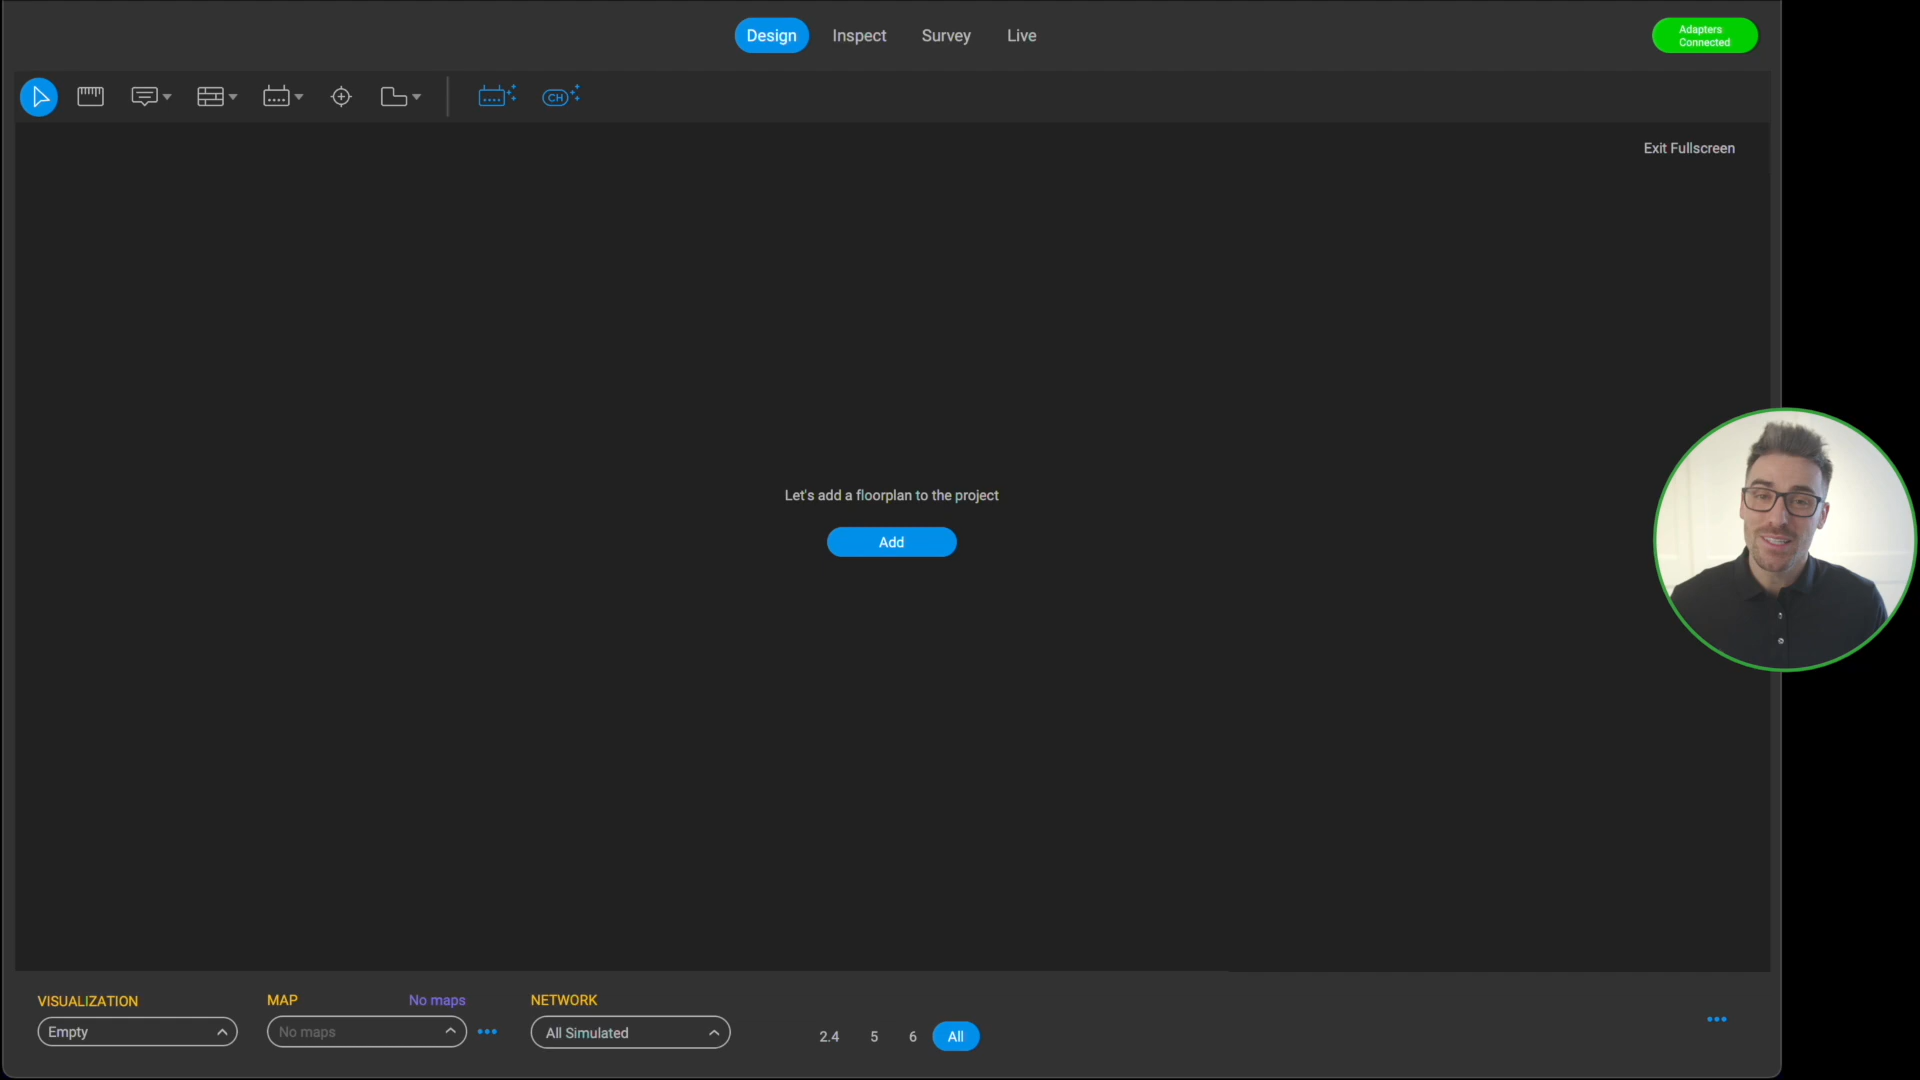 Design
Inspect
Survey
Live
Adapters
Connected
CH
Exit Fullscreen
Let's add a floorplan to the project
Add
VISUALIZATION
Empty
MAP
No maps
No maps
NETWORK
All Simulated
2.4
5
6
All